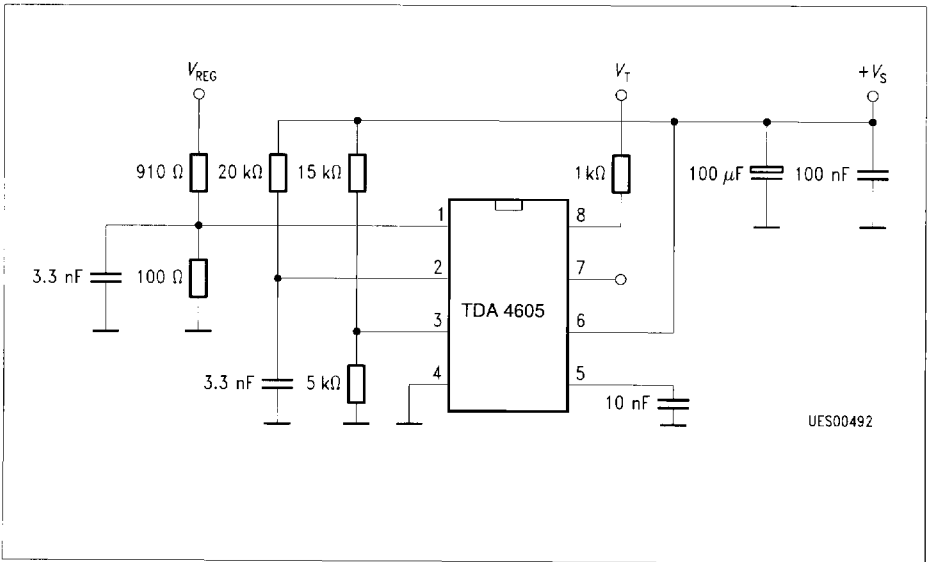 V_REG
V_T
+V_S
910 Ω
20 kΩ
15 kΩ
1 kΩ
100 µF
100 nF
1
8
3.3 nF
100 Ω
2
7
TDA 4605
3
6
3.3 nF
5 kΩ
4
5
10 nF
UES00492